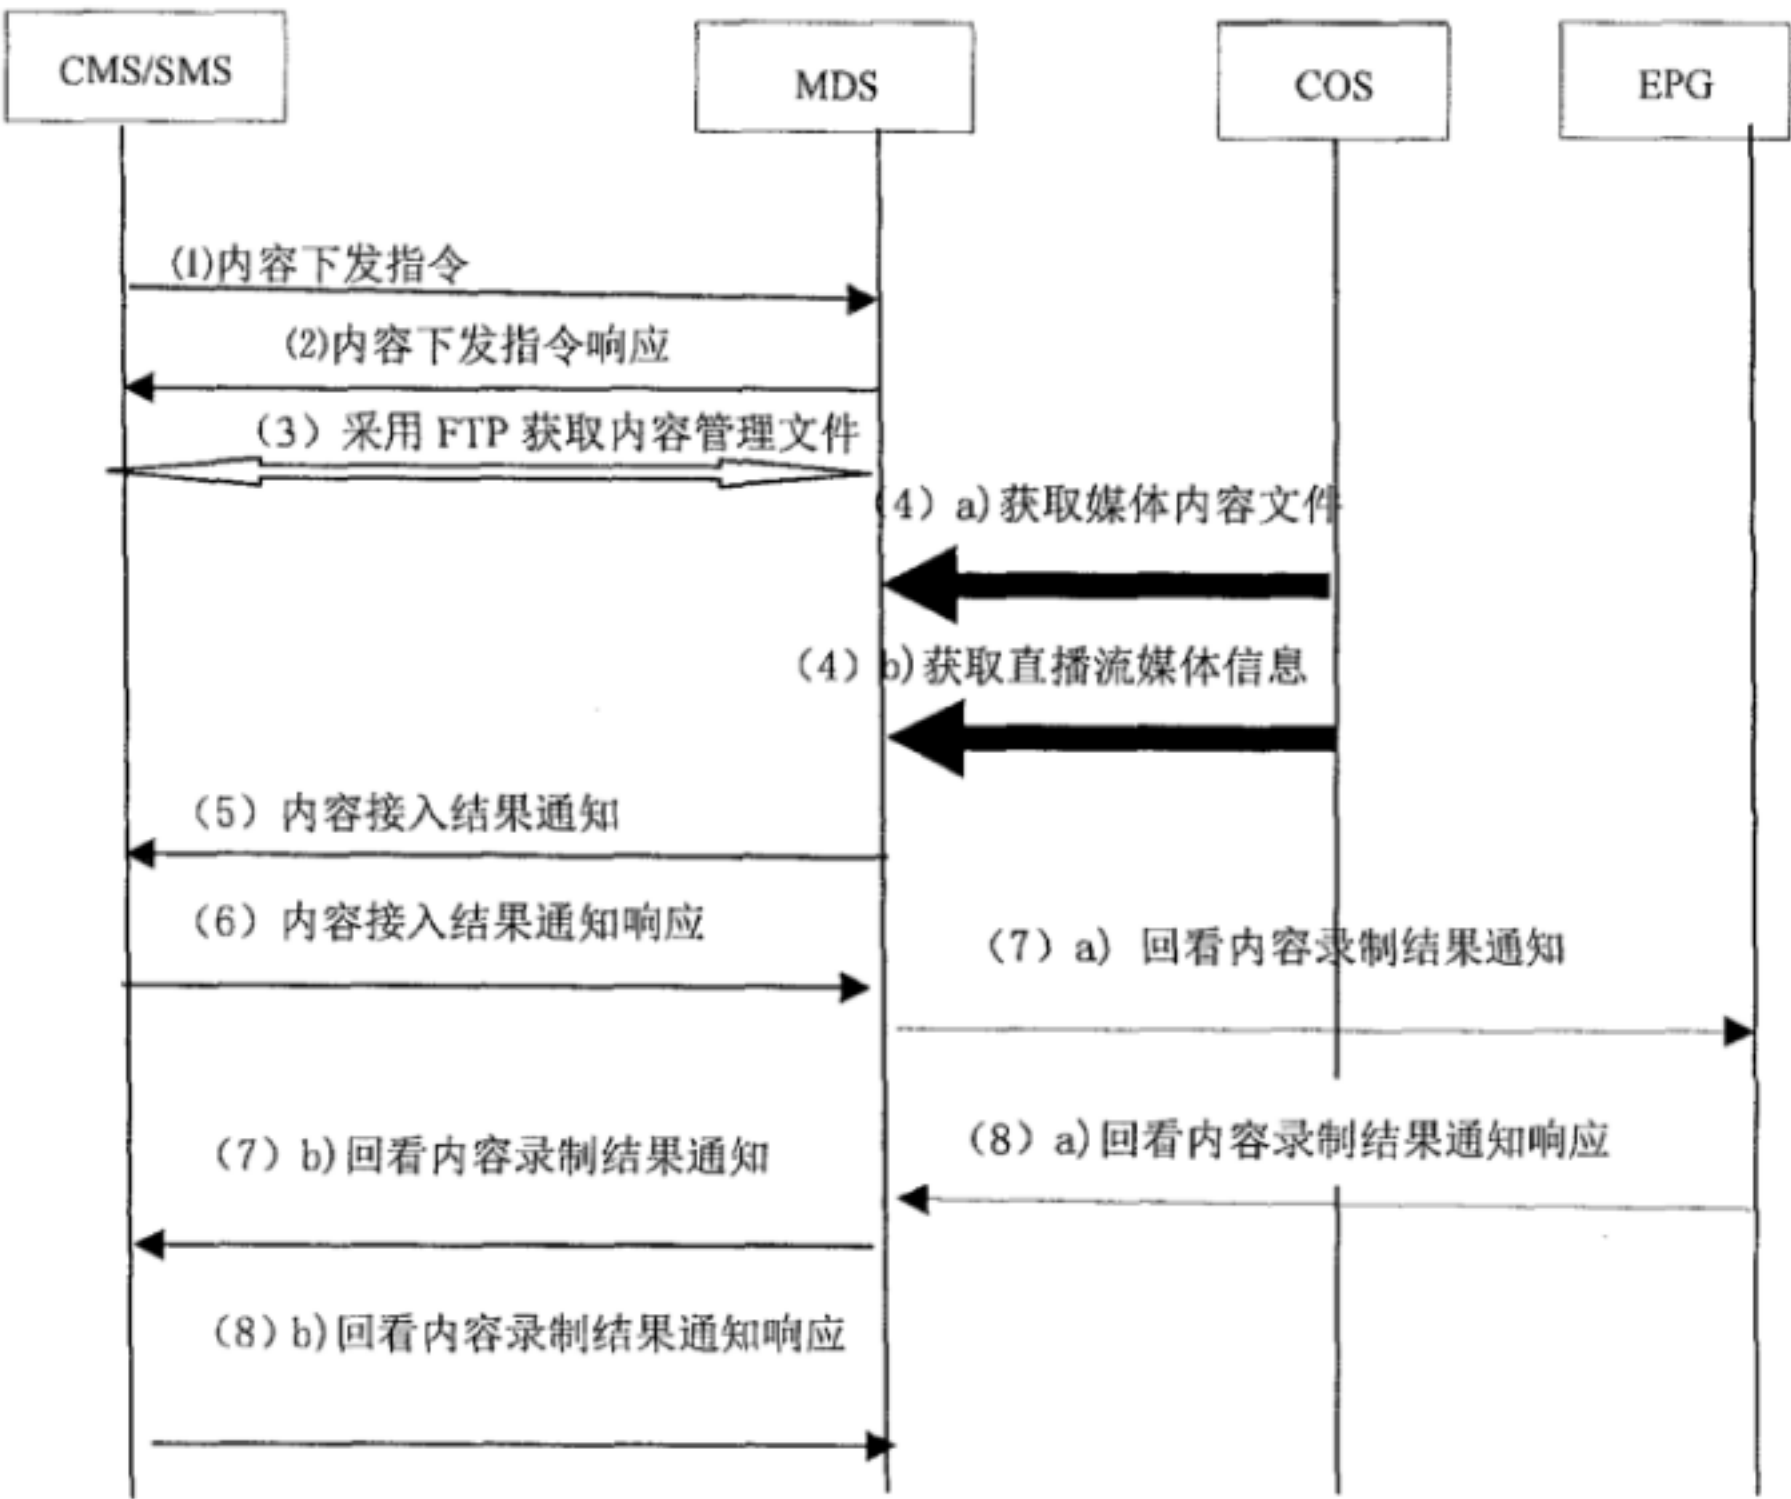 CMS/SMS
MDS
COS
EPG
(1)内容下发指令
(2)内容下发指令响应
（3）采用 FTP 获取内容管理文件
（4）a)获取媒体内容文件
（4）b)获取直播流媒体信息
（5）内容接入结果通知
（6）内容接入结果通知响应
（7）a) 回看内容录制结果通知
（8）a)回看内容录制结果通知响应
（7）b)回看内容录制结果通知
（8）b)回看内容录制结果通知响应